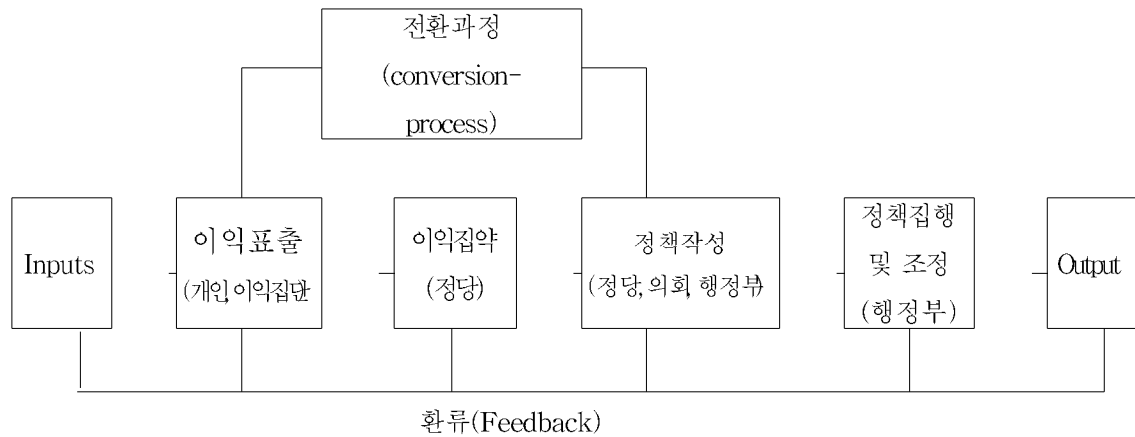 전환과정
(conversion-
process)
Inputs
이익표출
(개인,이익집단)
이익집약
(정당)
정책작성
(정당,의회,행정부)
정책집행
및 조정
(행정부)
Output
환류(Feedback)